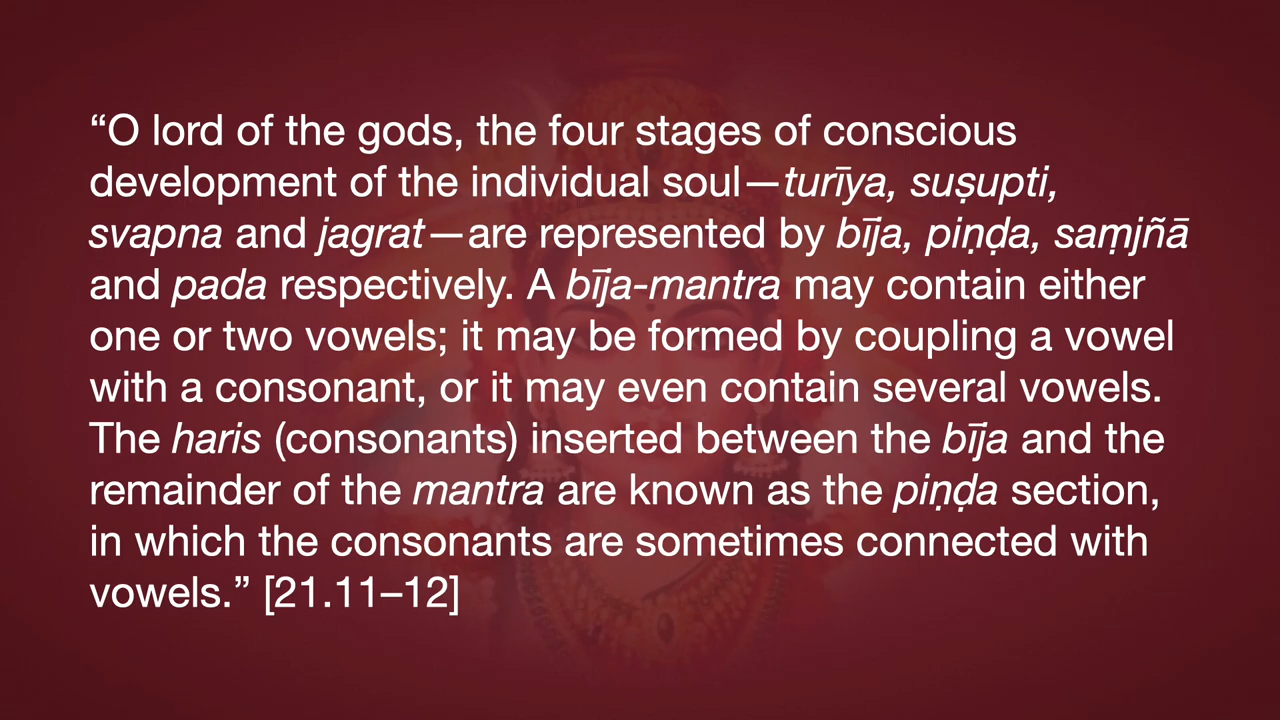 “O lord of the gods, the four stages of conscious
development of the individual soul—turīya, suṣupti,
svapna and jagrat—are represented by bīja, piṇḍa, saṃjñā
and pada respectively. A bīja-mantra may contain either
one or two vowels; it may be formed by coupling a vowel
with a consonant, or it may even contain several vowels.
The haris (consonants) inserted between the bīja and the
remainder of the mantra are known as the piṇḍa section,
in which the consonants are sometimes connected with
vowels.” [21.11–12]